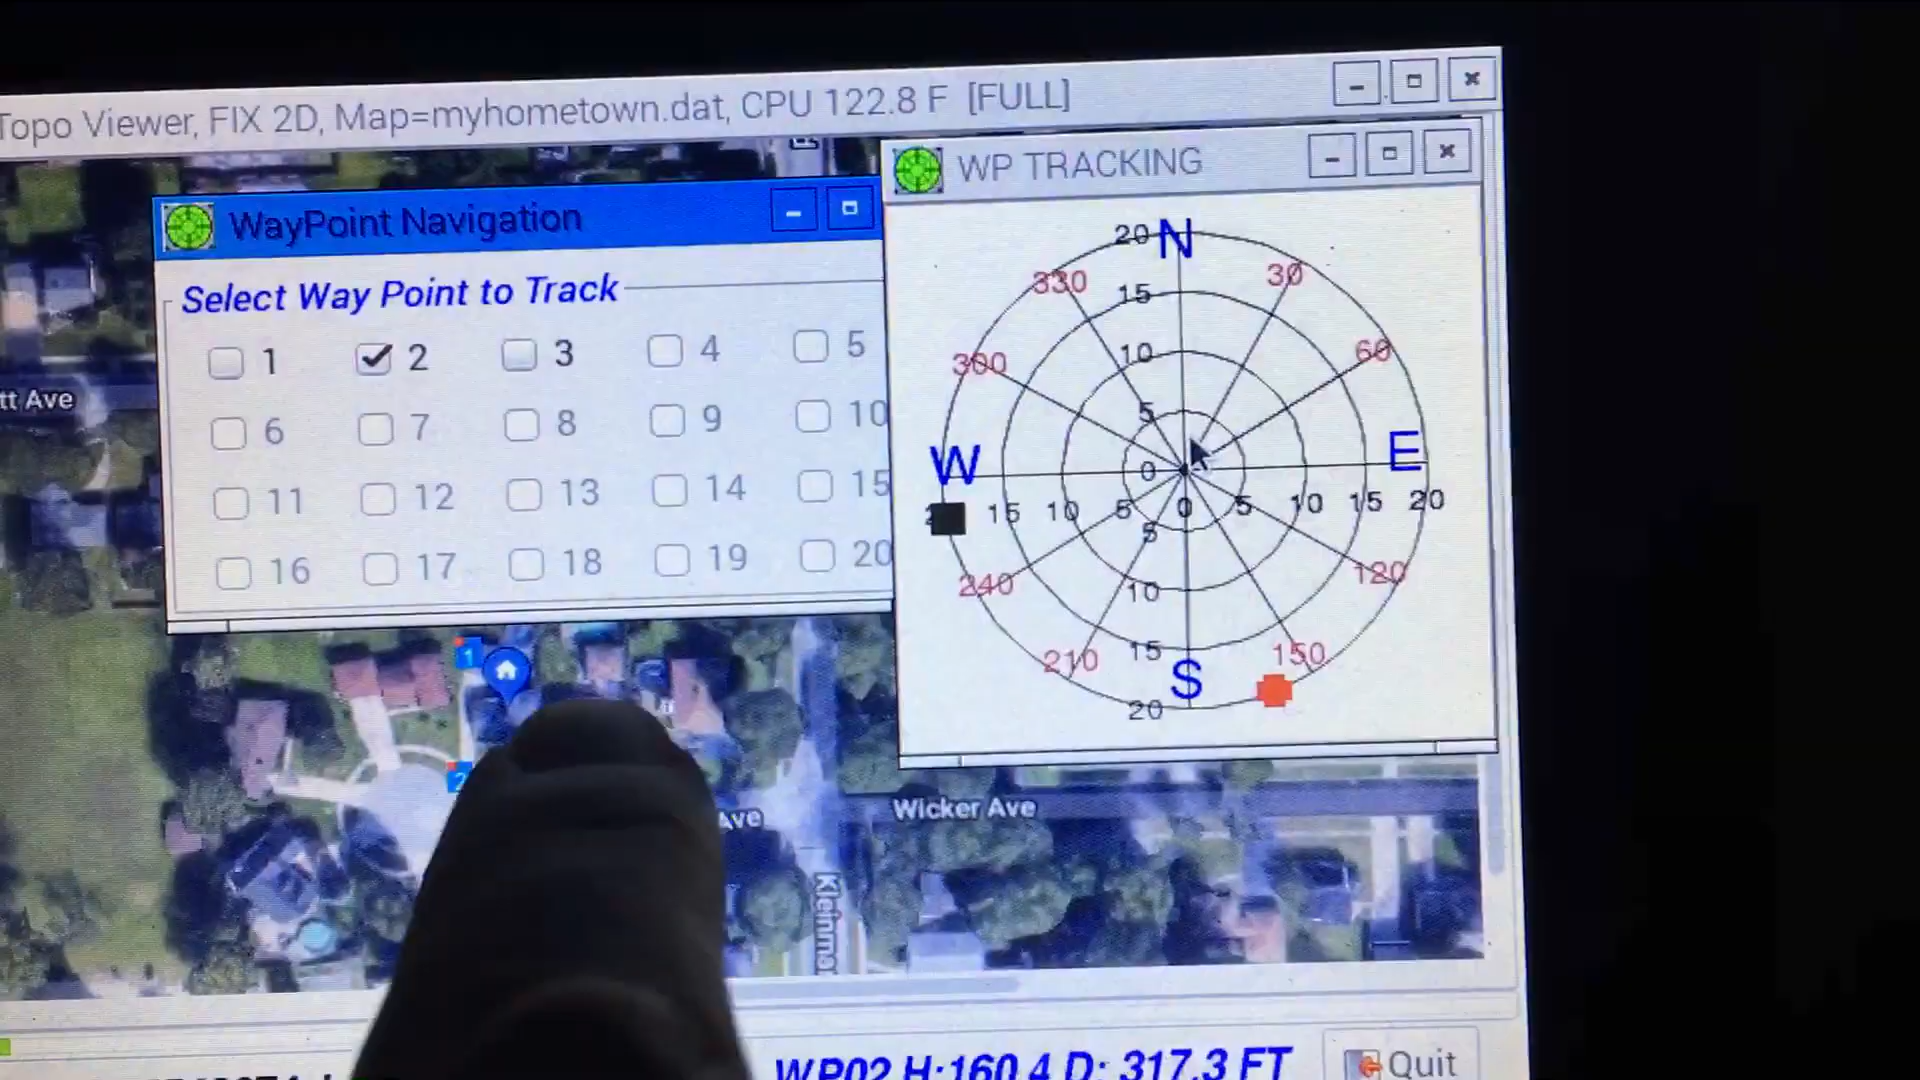 Topo Viewer, FIX 2D, Map=myhometown.dat, CPU 122.8 F [FULL]
WayPoint Navigation
Select Way Point to Track
1 2 3 4 5
6 7 8 9 10
11 12 13 14 15
16 17 18 19 20
WP TRACKING
20 N
330 30
15
300 10 60
5
W 0 E
15 10 5 0 5 10 15 20
5
240 10 120
210 15 150
S
20
tt Ave
1
2
Ave
Wicker Ave
Kleinma
WP02 H:160.4 D: 317.3 FT
Quit